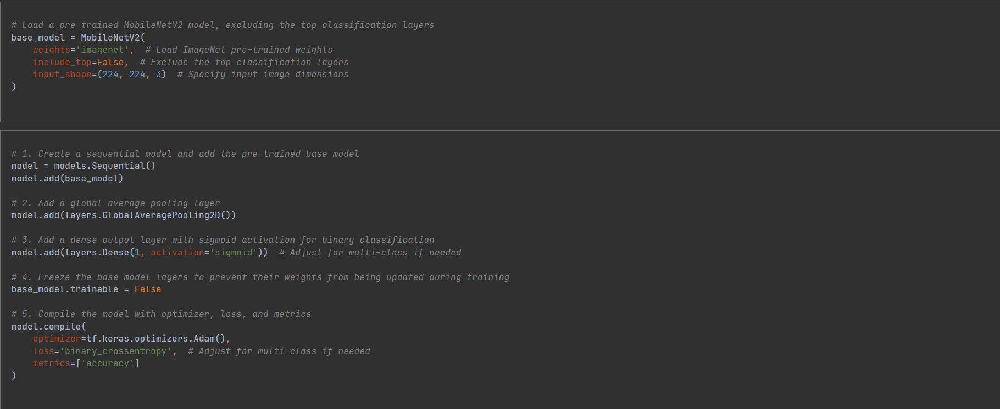 # Load a pre-trained MobileNetV2 model, excluding the top classification layers
base_model = MobileNetV2(
    weights='imagenet',  # Load ImageNet pre-trained weights
    include_top=False,  # Exclude the top classification layers
    input_shape=(224, 224, 3)  # Specify input image dimensions
)
# 1. Create a sequential model and add the pre-trained base model
model = models.Sequential()
model.add(base_model)
# 2. Add a global average pooling layer
model.add(layers.GlobalAveragePooling2D())
# 3. Add a dense output layer with sigmoid activation for binary classification
model.add(layers.Dense(1, activation='sigmoid'))  # Adjust for multi-class if needed
# 4. Freeze the base model layers to prevent their weights from being updated during training
base_model.trainable = False
# 5. Compile the model with optimizer, loss, and metrics
model.compile(
    optimizer=tf.keras.optimizers.Adam(),
    loss='binary_crossentropy',  # Adjust for multi-class if needed
    metrics=['accuracy']
)